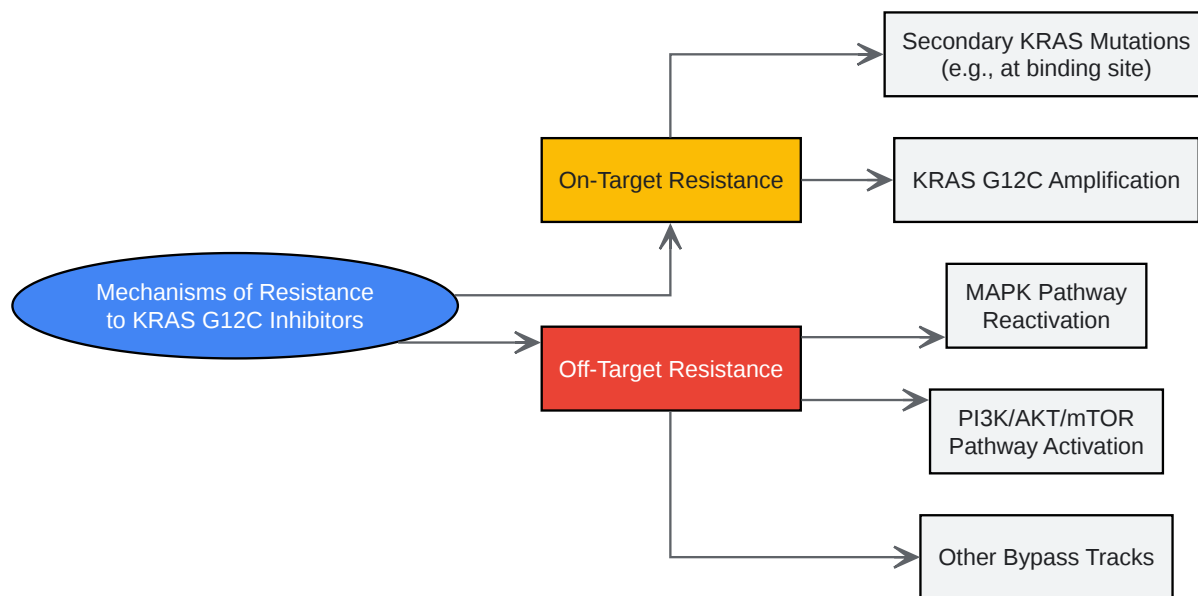 Secondary KRAS Mutations
(e.g., at binding site)
On-Target Resistance
KRAS G12C Amplification
Mechanisms of Resistance
to KRAS G12C Inhibitors
MAPK Pathway
Reactivation
Off-Target Resistance
PI3K/AKT/mTOR
Pathway Activation
Other Bypass Tracks